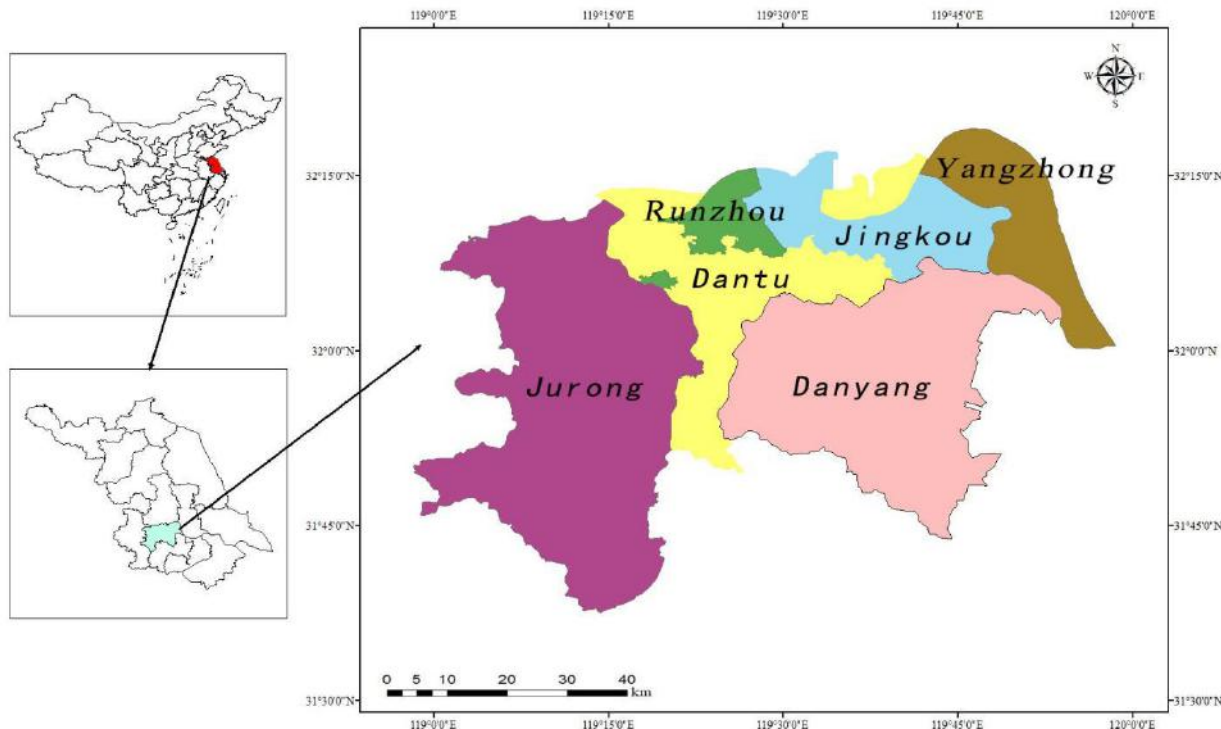 119°0'0"E 119°15'0"E 119°30'0"E 119°45'0"E 120°0'0"E
N
W E
S
32°15'0"N 32°15'0"N
Yangzhong
Runzhou
Jingkou
Dantu
32°0'0"N 32°0'0"N
Jurong Danyang
31°45'0"N 31°45'0"N
0 5 10 20 30 40
km
31°30'0"N 31°30'0"N
119°0'0"E 119°15'0"E 119°30'0"E 119°45'0"E 120°0'0"E